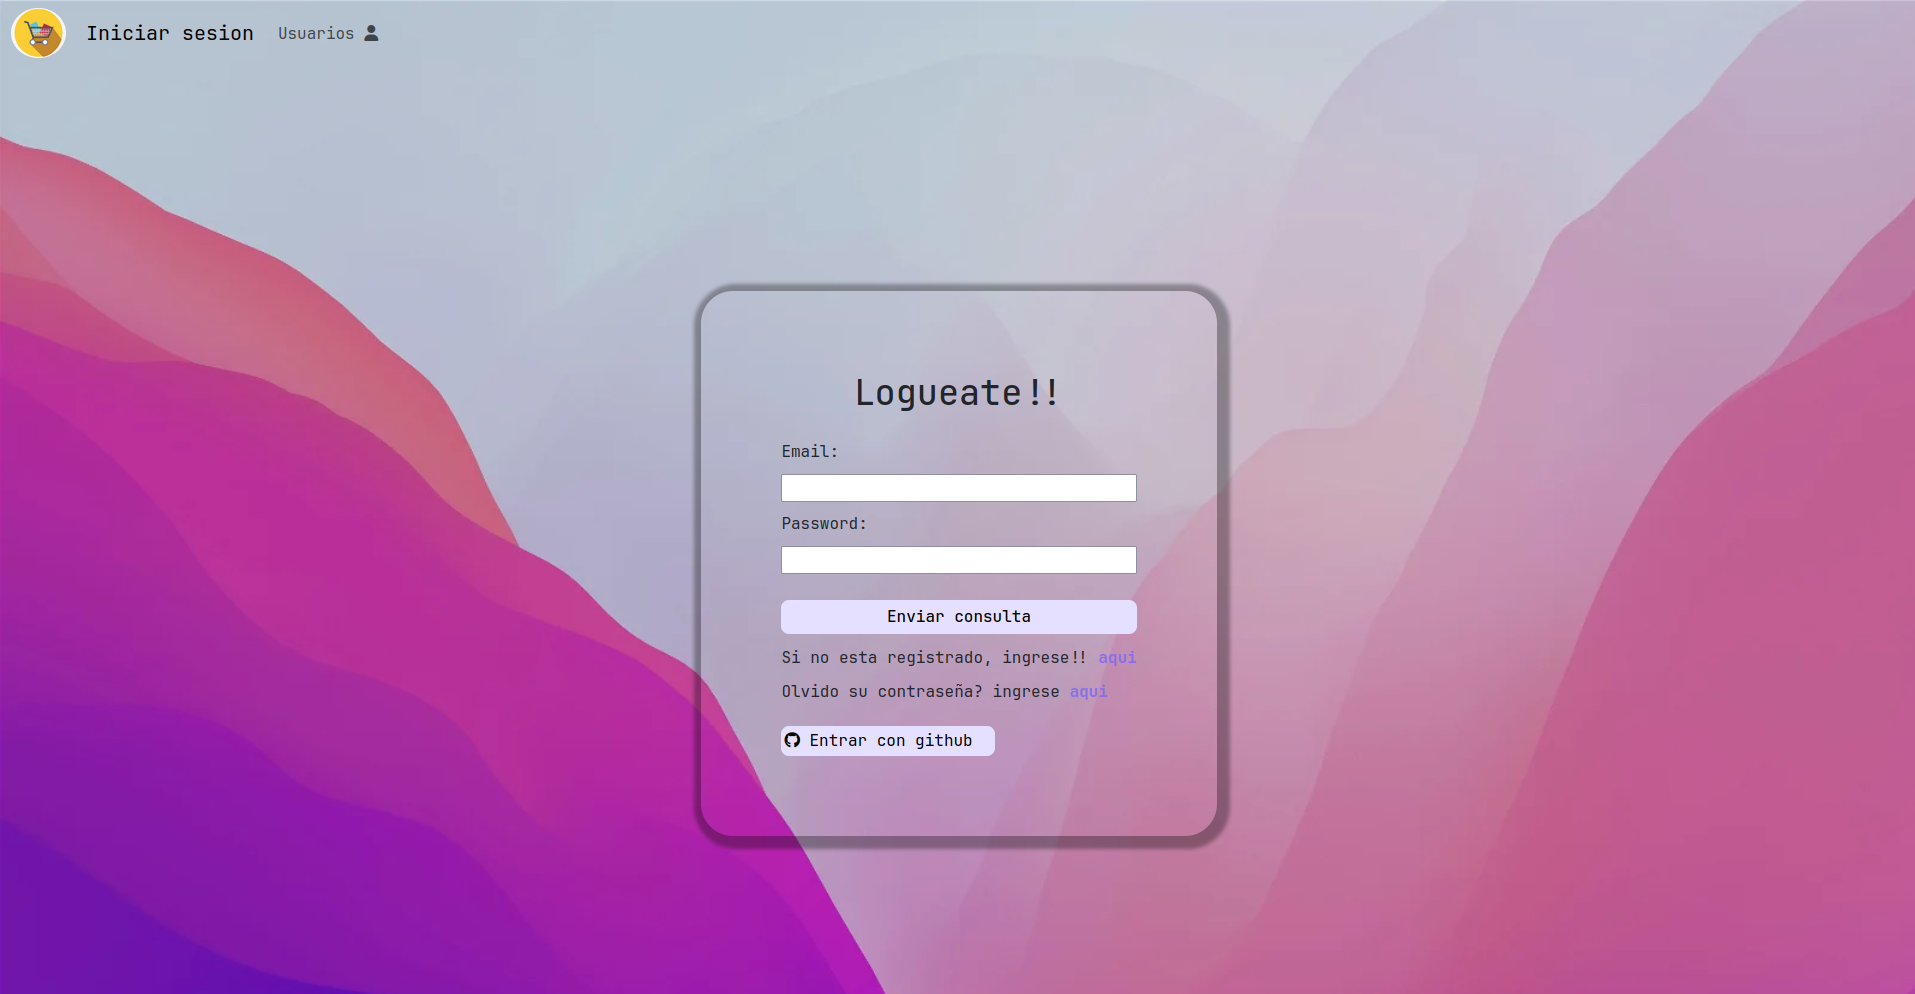 Iniciar sesion Usuarios
Logueate!!
Email:
Password:
Enviar consulta
Si no esta registrado, ingrese!! aqui
Olvido su contraseña? ingrese aqui
Entrar con github